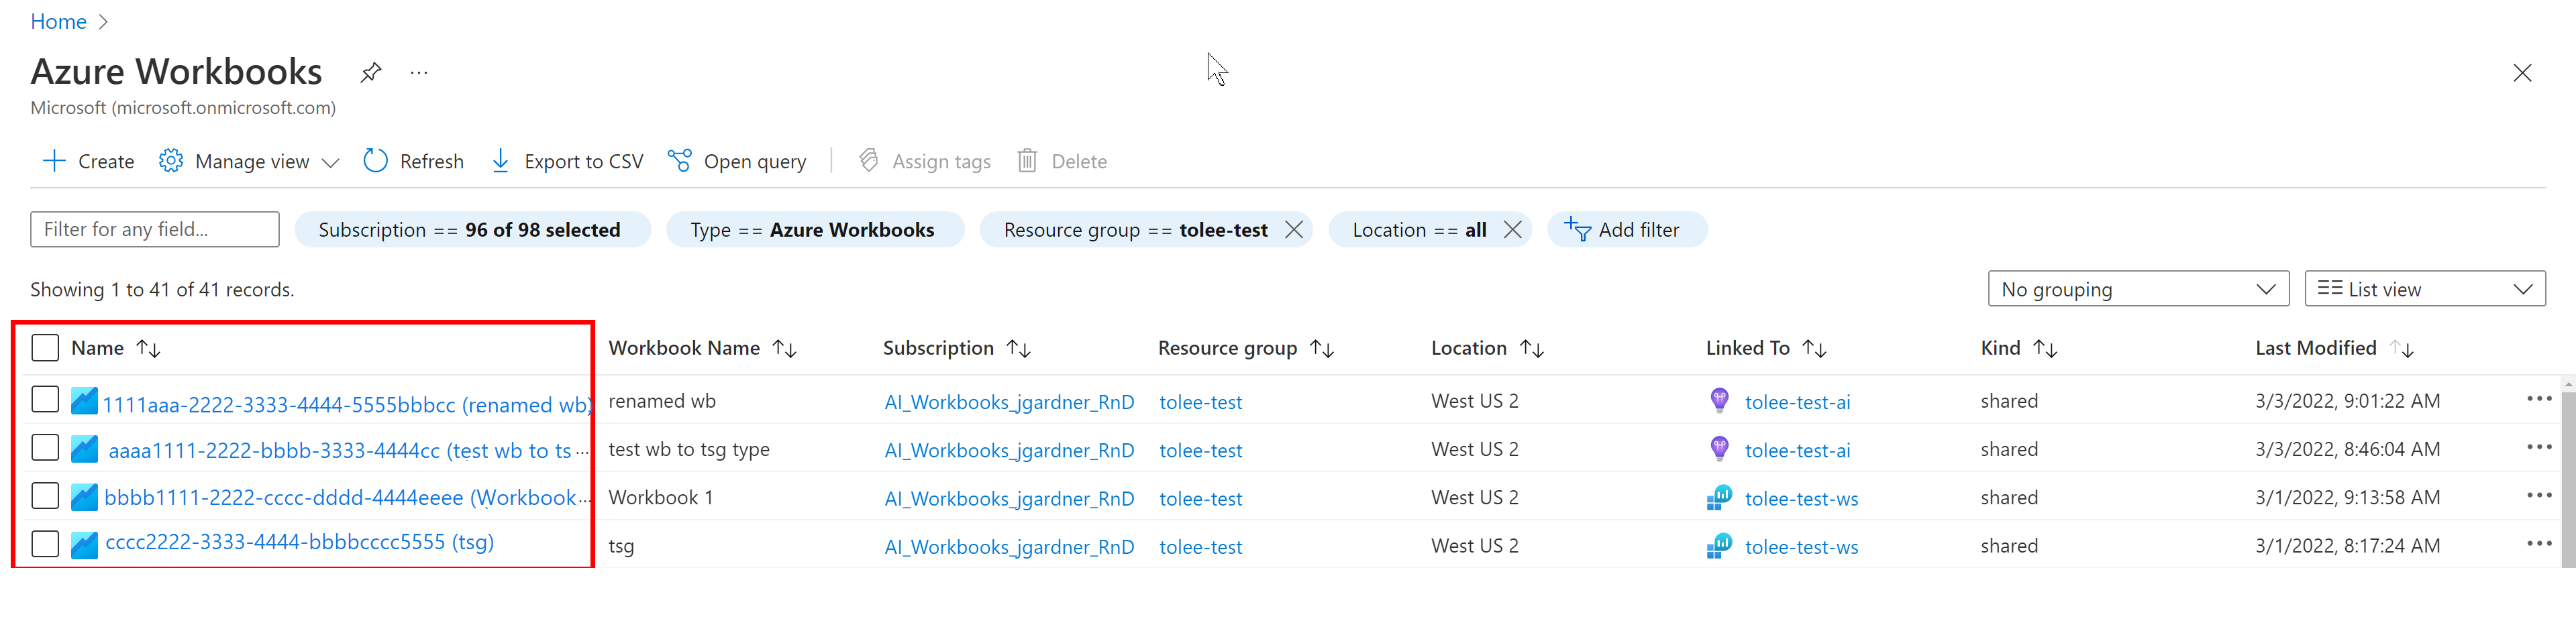 Home
Azure Workbooks ...
Microsoft (microsoft.onmicrosoft.com)
Create Manage view Refresh Export to CSV Open query Assign tags Delete
Filter for any field... Subscription == 96 of 98 selected Type == Azure Workbooks Resource group == tolee-test Location == all Add filter
Showing 1 to 41 of 41 records. No grouping List view
Name Workbook Name Subscription Resource group Location Linked To Kind Last Modified
1111aaa-2222-3333-4444-5555bbbcc (renamed wb) renamed wb AI_Workbooks_jgardner_RnD tolee-test West US 2 tolee-test-ai shared 3/3/2022, 9:01:22 AM ...
aaaa1111-2222-bbbb-3333-4444cc (test wb to ts... test wb to tsg type AI_Workbooks_jgardner_RnD tolee-test West US 2 tolee-test-ai shared 3/3/2022, 8:46:04 AM ...
bbbb1111-2222-cccc-dddd-4444eeee (Workbook... Workbook 1 AI_Workbooks_jgardner_RnD tolee-test West US 2 tolee-test-ws shared 3/1/2022, 9:13:58 AM ...
cccc2222-3333-4444-bbbbcccc5555 (tsg) tsg AI_Workbooks_jgardner_RnD tolee-test West US 2 tolee-test-ws shared 3/1/2022, 8:17:24 AM ...